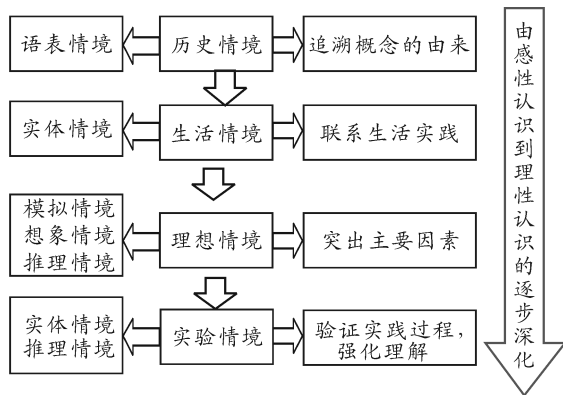 语表情境
历史情境
追溯概念的由来
实体情境
生活情境
联系生活实践
模拟情境
想象情境
推理情境
理想情境
突出主要因素
实体情境
推理情境
实验情境
验证实践过程，
强化理解
由感性认识到理性认识的逐步深化